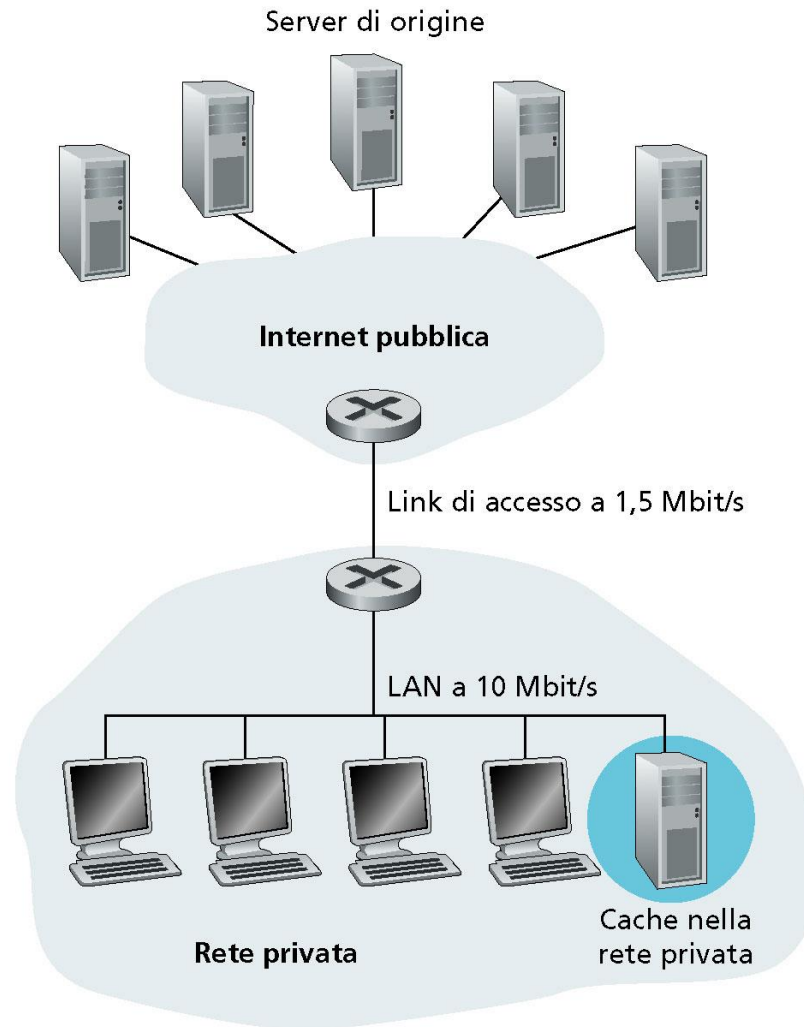 Server di origine
Internet pubblica
Link di accesso a 1,5 Mbit/s
LAN a 10 Mbit/s
Cache nella
rete privata
Rete privata